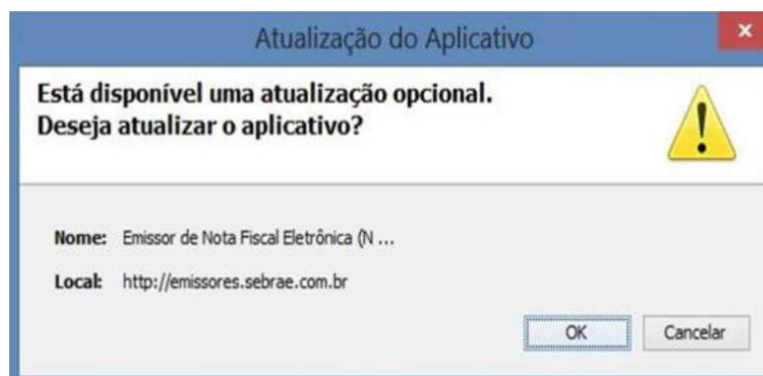 Atualização do Aplicativo
Está disponível uma atualização opcional.
Deseja atualizar o aplicativo?
Nome: Emissor de Nota Fiscal Eletrônica (N ...
Local: http://emissores.sebrae.com.br
OK Cancelar